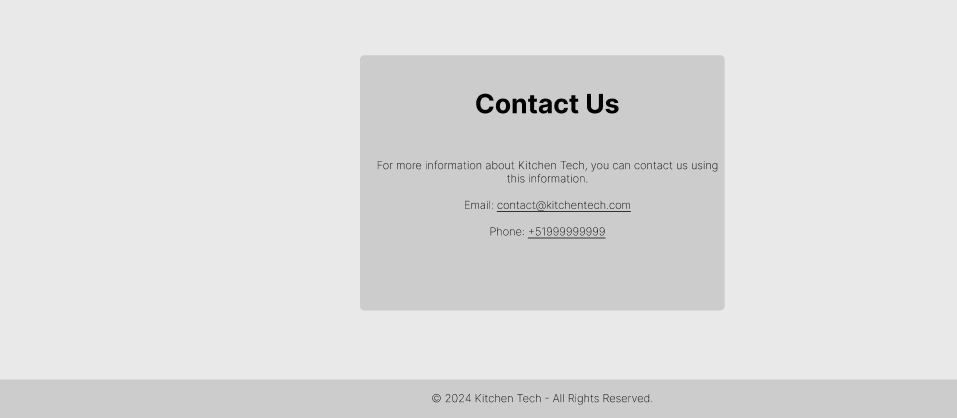 Contact Us
For more information about Kitchen Tech, you can contact us using
this information.
Email: contact@kitchentech.com
Phone: +51999999999
© 2024 Kitchen Tech - All Rights Reserved.